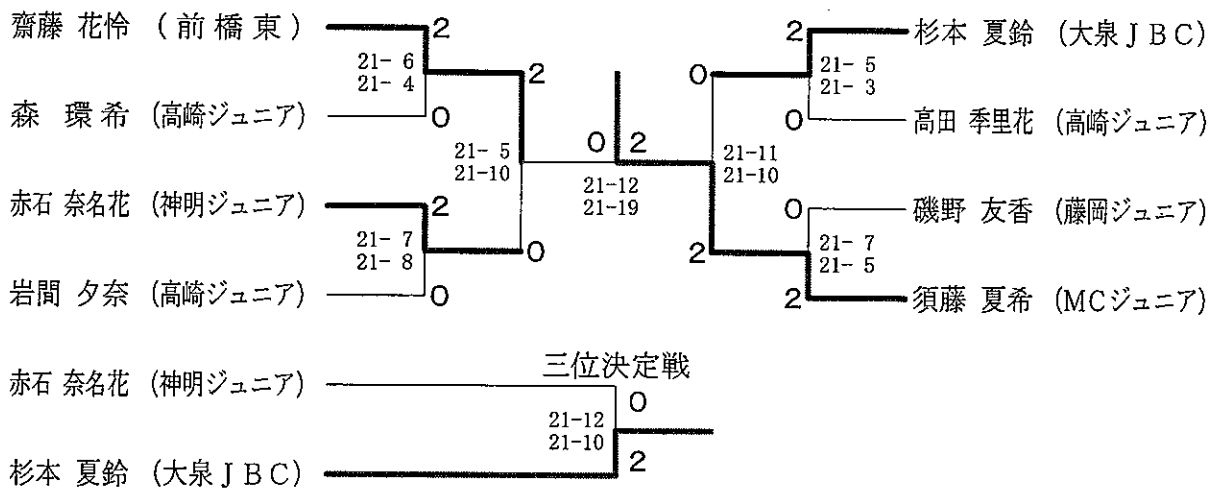 齋藤 花怜 (前橋東) 2 2 杉本 夏鈴 (大泉JBC)
21- 6 2 0 21- 5
21- 4 21- 3
森 環希 (高崎ジュニア) 0 0 高田 季里花 (高崎ジュニア)
21- 5 0 2 21-11
21-10 21-12 21-10
21-19
赤石 奈名花 (神明ジュニア) 2 0 磯野 友香 (藤岡ジュニア)
21- 7 21- 7
21- 8 0 2 21- 5
岩間 夕奈 (高崎ジュニア) 0 2 須藤 夏希 (MCジュニア)
三位決定戦
赤石 奈名花 (神明ジュニア)
0
21-12
21-10
2
杉本 夏鈴 (大泉JBC)